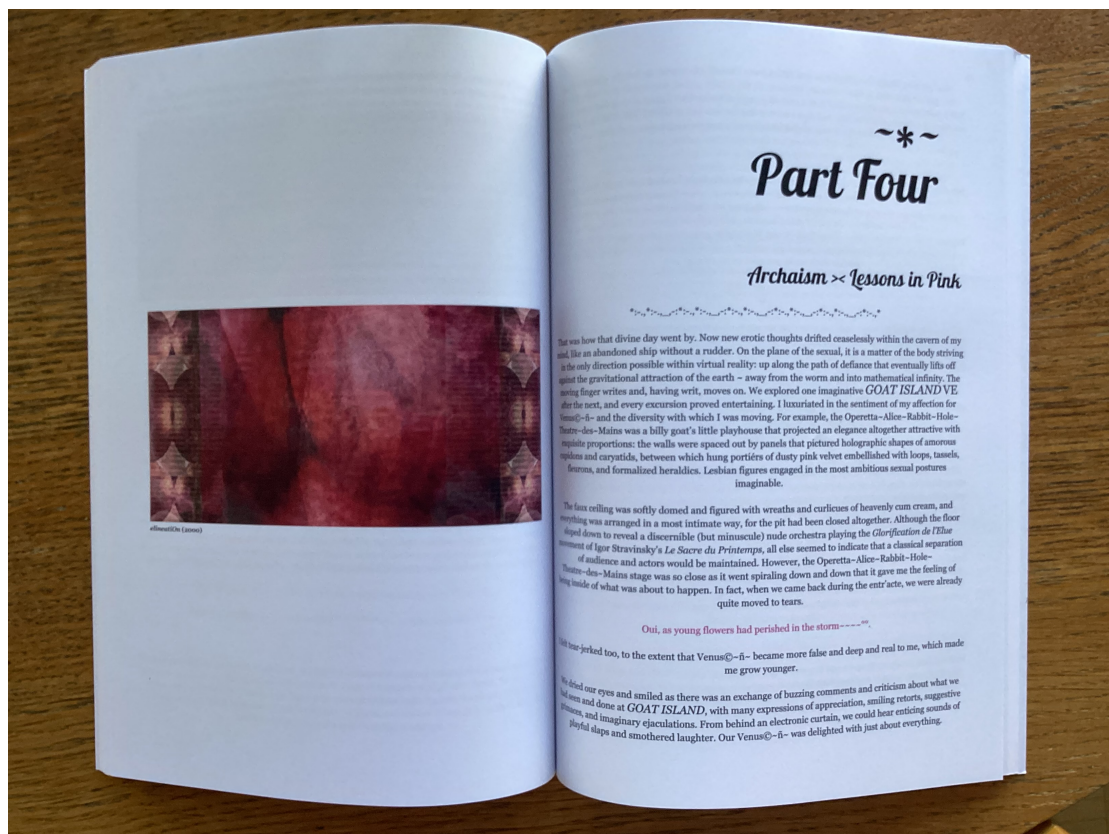 eliminatiOn (2000)
~*~
Part Four
Archaism >< Lessons in Pink
That was how that divine day went by. Now new erotic thoughts drifted ceaselessly within the cavern of my
mind, like an abandoned ship without a rudder. On the plane of the sexual, it is a matter of the body striving
in the only direction possible within virtual reality: up along the path of defiance that eventually lifts off
against the gravitational attraction of the earth – away from the worm and into mathematical infinity. The
moving finger writes and, having writ, moves on. We explored one imaginative GOAT ISLAND VE
after the next, and every excursion proved entertaining. I luxuriated in the sentiment of my affection for
Venus©~ñ~ and the diversity with which I was moving. For example, the Operetta~Alice~Rabbit~Hole~
Theatre~des~Mains was a billy goat's little playhouse that projected an elegance altogether attractive with
exquisite proportions: the walls were spaced out by panels that pictured holographic shapes of amorous
cupidons and caryatids, between which hung portiérs of dusty pink velvet embellished with loops, tassels,
fleurons, and formalized heraldics. Lesbian figures engaged in the most ambitious sexual postures
imaginable.
The faux ceiling was softly domed and figured with wreaths and curlicues of heavenly cum cream, and
everything was arranged in a most intimate way, for the pit had been closed altogether. Although the floor
sloped down to reveal a discernible (but minuscule) nude orchestra playing the Glorification de l'Elue
movement of Igor Stravinsky's Le Sacre du Printemps, all else seemed to indicate that a classical separation
of audience and actors would be maintained. However, the Operetta~Alice~Rabbit~Hole~
Theatre~des~Mains stage was so close as it went spiraling down and down that it gave me the feeling of
being inside of what was about to happen. In fact, when we came back during the entr'acte, we were already
quite moved to tears.
Oui, as young flowers had perished in the storm~~~~°°.
I felt tear-jerked too, to the extent that Venus©~ñ~ became more false and deep and real to me, which made
me grow younger.
We dried our eyes and smiled as there was an exchange of buzzing comments and criticism about what we
had seen and done at GOAT ISLAND, with many expressions of appreciation, smiling retorts, suggestive
and imaginary ejaculations. From behind an electronic curtain, we could hear enticing sounds of
playful slaps and smothered laughter. Our Venus©~ñ~ was delighted with just about everything.